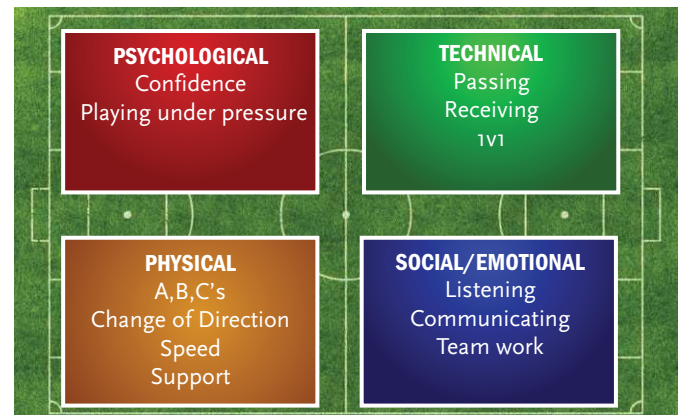 PSYCHOLOGICAL
Confidence
Playing under pressure
TECHNICAL
Passing
Receiving
1v1
PHYSICAL
A,B,C's
Change of Direction
Speed
Support
SOCIAL/EMOTIONAL
Listening
Communicating
Team work